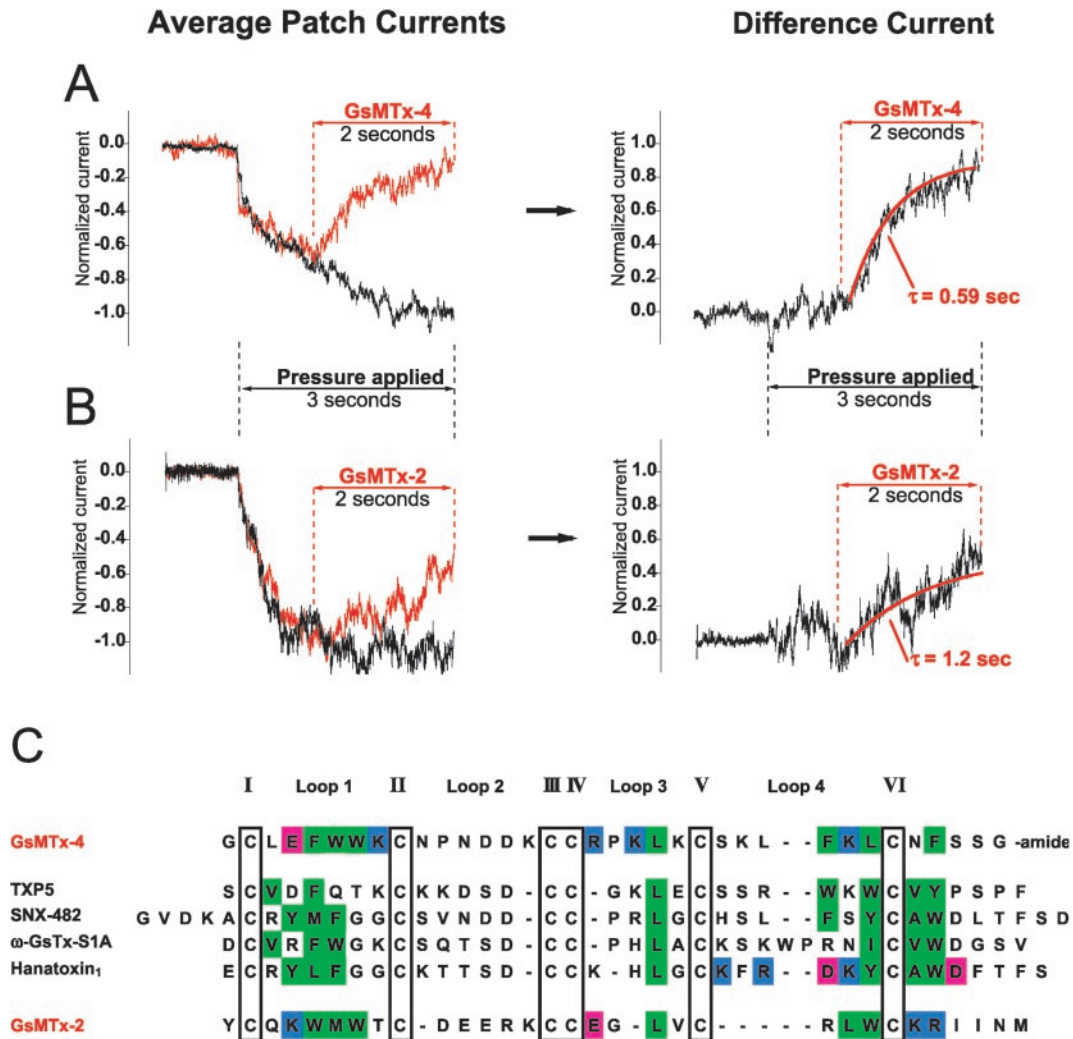 Average Patch Currents
Difference Current
A
GsMTx-4
2 seconds
Normalized current
0.0
-0.2
-0.4
-0.6
-0.8
-1.0
GsMTx-4
2 seconds
Normalized current
1.0
0.8
0.6
0.4
0.2
0.0
τ = 0.59 sec
Pressure applied
3 seconds
Pressure applied
3 seconds
B
GsMTx-2
2 seconds
Normalized current
0.0
-0.2
-0.4
-0.6
-0.8
-1.0
GsMTx-2
2 seconds
Normalized current
1.0
0.8
0.6
0.4
0.2
0.0
τ = 1.2 sec
C
I Loop 1 II Loop 2 III IV Loop 3 V Loop 4 VI
GsMTx-4 G C L E F W W K C N P N D D K C C R P K L K C S K L - - F K L C N F S S G -amide
TXP5 S C V D F Q T K C K K D S D - C C - G K L E C S S R - - W K W C V Y P S P F
SNX-482 G V D K A C R Y M F G G C S V N D D - C C - P R L G C H S L - - F S Y C A W D L T F S D
ω-GsTx-S1A D C V R F W G K C S Q T S D - C C - P H L A C K S K W P R N I C V W D G S V
Hanatoxin₁ E C R Y L F G G C K T T S D - C C K - H L G C K F R - - D K Y C A W D F T F S
GsMTx-2 Y C Q K W M W T C - D E E R K C C E G - L V C - - - - - R L W C K R I I N M